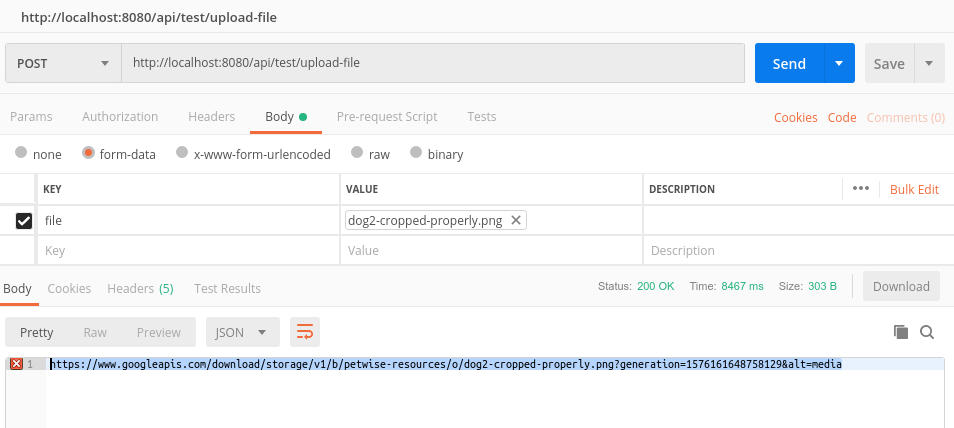 http://localhost:8080/api/test/upload-file
POST http://localhost:8080/api/test/upload-file Send Save
Params Authorization Headers Body Pre-request Script Tests Cookies Code Comments (0)
none form-data x-www-form-urlencoded raw binary
KEY VALUE DESCRIPTION ••• Bulk Edit
file dog2-cropped-properly.png
Key Value Description
Body Cookies Headers (5) Test Results Status: 200 OK Time: 8467 ms Size: 303 B Download
Pretty Raw Preview JSON
1 https://www.googleapis.com/download/storage/v1/b/petwise-resources/o/dog2-cropped-properly.png?generation=1576161648758129&alt=media